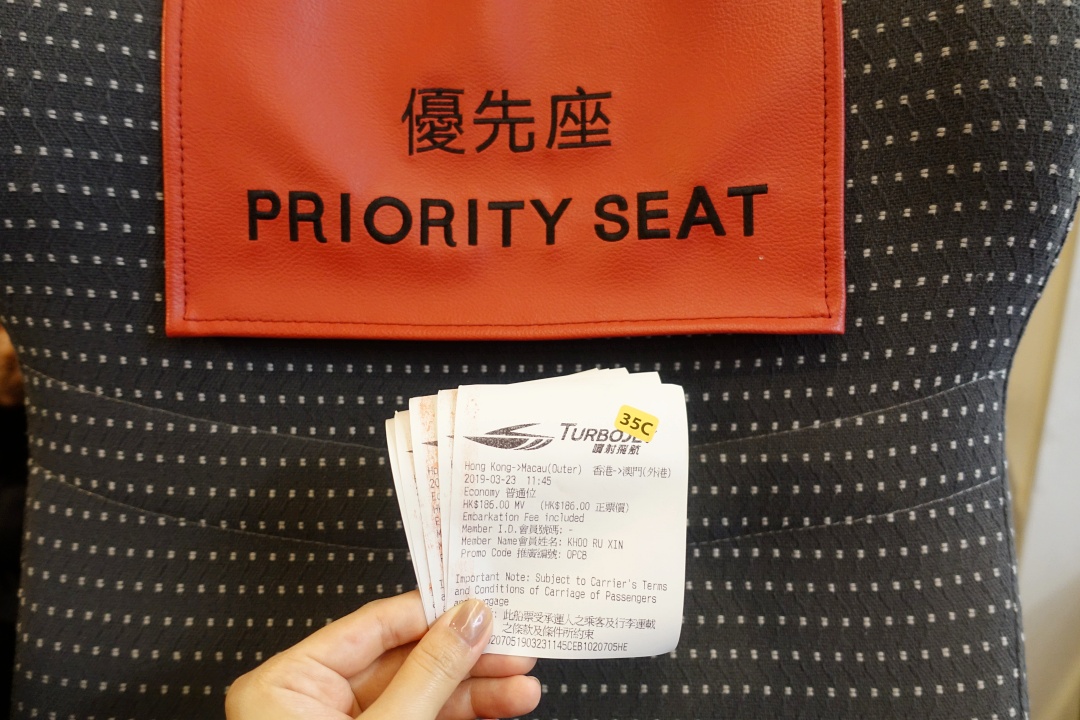 優先座
PRIORITY SEAT
35C
TURBOJET
噴射飛航
Hong Kong->Macau(Outer) 香港->澳門(外港)
2019-03-23 11:45
Economy 普通位
HK$186.00 MV (HK$186.00 正票價)
Embarkation Fee included
Member I.D.會員號碼: -
Member Name會員姓名: KHOO RU XIN
Promo Code 推廣編號: OPCB
Important Note: Subject to Carrier's Terms
and Conditions of Carriage of Passengers
and Luggage
此船票受承運人之乘客及行李運載
之條款及條件所約束
0207051903231145CEB1020705HE